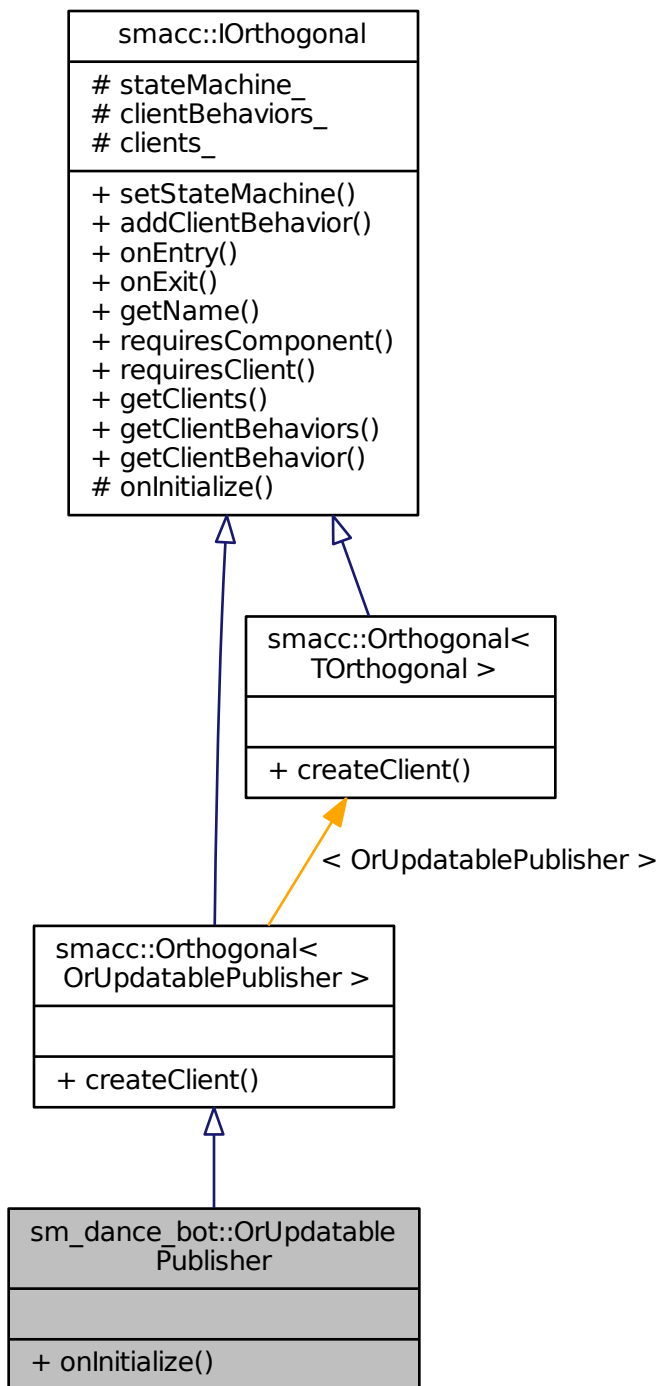 smacc::IOrthogonal
# stateMachine_
# clientBehaviors_
# clients_
+ setStateMachine()
+ addClientBehavior()
+ onEntry()
+ onExit()
+ getName()
+ requiresComponent()
+ requiresClient()
+ getClients()
+ getClientBehaviors()
+ getClientBehavior()
# onInitialize()
smacc::Orthogonal<
TOrthogonal >
+ createClient()
< OrUpdatablePublisher >
smacc::Orthogonal<
OrUpdatablePublisher >
+ createClient()
sm_dance_bot::OrUpdatable
Publisher
+ onInitialize()